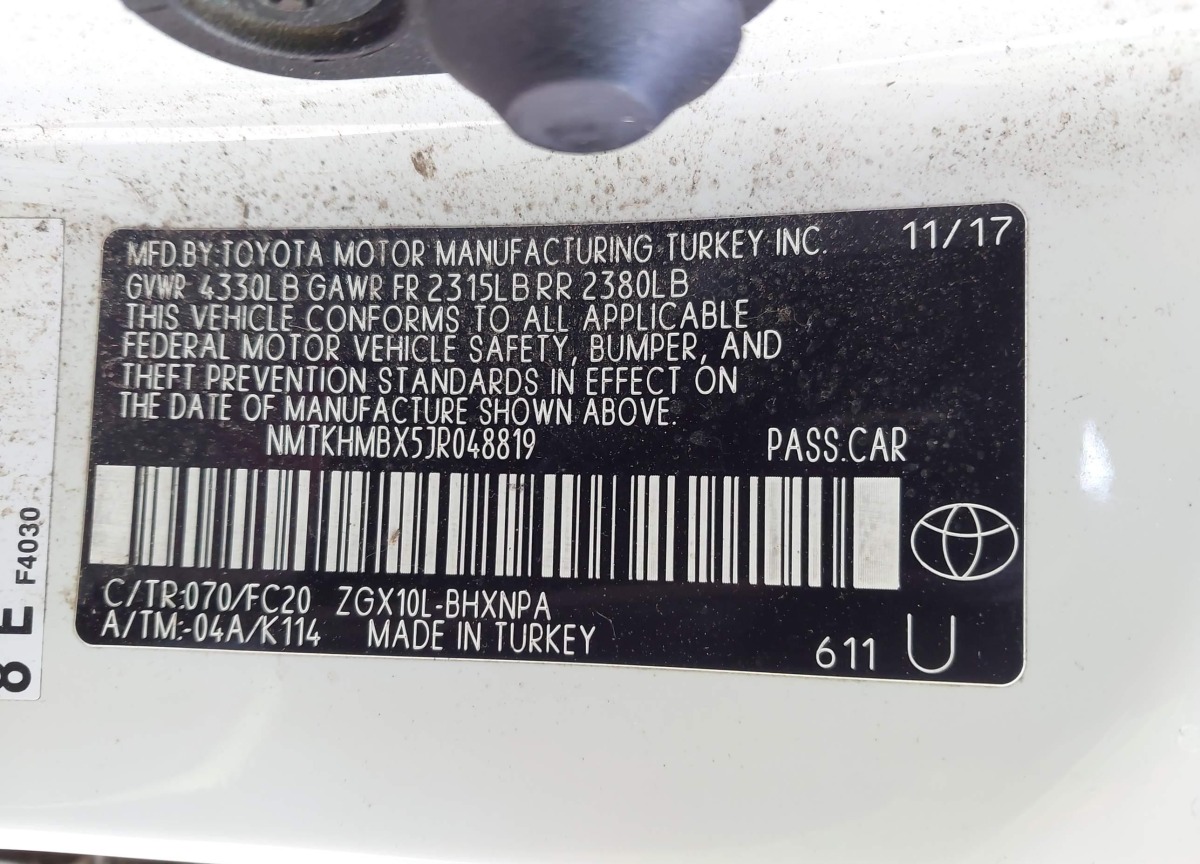 MFD.BY:TOYOTA MOTOR MANUFACTURING TURKEY INC. 11/17
GVWR 4330LB GAWR FR 2315LB RR 2380LB
THIS VEHICLE CONFORMS TO ALL APPLICABLE
FEDERAL MOTOR VEHICLE SAFETY, BUMPER, AND
THEFT PREVENTION STANDARDS IN EFFECT ON
THE DATE OF MANUFACTURE SHOWN ABOVE.
NMTKHMBX5JR048819 PASS.CAR
C/TR:070/FC20 ZGX10L-BHXNPA
A/TM:-04A/K114 MADE IN TURKEY
611 U
F4030
8 E